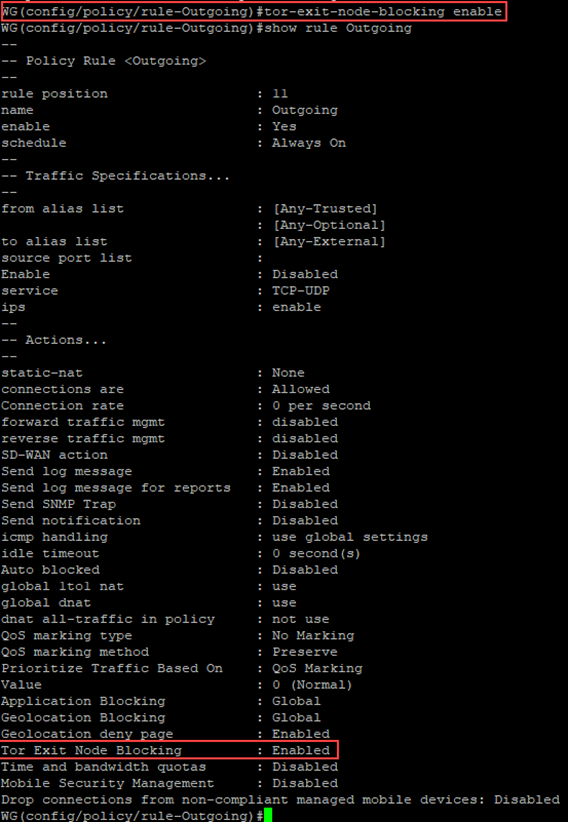 WG(config/policy/rule-Outgoing)#tor-exit-node-blocking enable
WG(config/policy/rule-Outgoing)#show rule Outgoing
--
-- Policy Rule <Outgoing>
--
rule position : 11
name : Outgoing
enable : Yes
schedule : Always On
--
-- Traffic Specifications...
--
from alias list : [Any-Trusted]
: [Any-Optional]
to alias list : [Any-External]
source port list :
Enable : Disabled
service : TCP-UDP
ips : enable
--
-- Actions...
--
static-nat : None
connections are : Allowed
Connection rate : 0 per second
forward traffic mgmt : disabled
reverse traffic mgmt : disabled
SD-WAN action : Disabled
Send log message : Enabled
Send log message for reports : Enabled
Send SNMP Trap : Disabled
Send notification : Disabled
icmp handling : use global settings
idle timeout : 0 second(s)
Auto blocked : Disabled
global 1to1 nat : use
global dnat : use
dnat all-traffic in policy : not use
QoS marking type : No Marking
QoS marking method : Preserve
Prioritize Traffic Based On : QoS Marking
Value : 0 (Normal)
Application Blocking : Global
Geolocation Blocking : Global
Geolocation deny page : Enabled
Tor Exit Node Blocking : Enabled
Time and bandwidth quotas : Disabled
Mobile Security Management : Disabled
Drop connections from non-compliant managed mobile devices: Disabled
WG(config/policy/rule-Outgoing)#